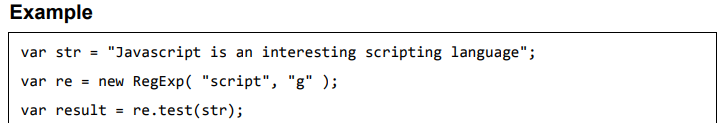 Example
var str = "Javascript is an interesting scripting language";
var re = new RegExp( "script", "g" );
var result = re.test(str);